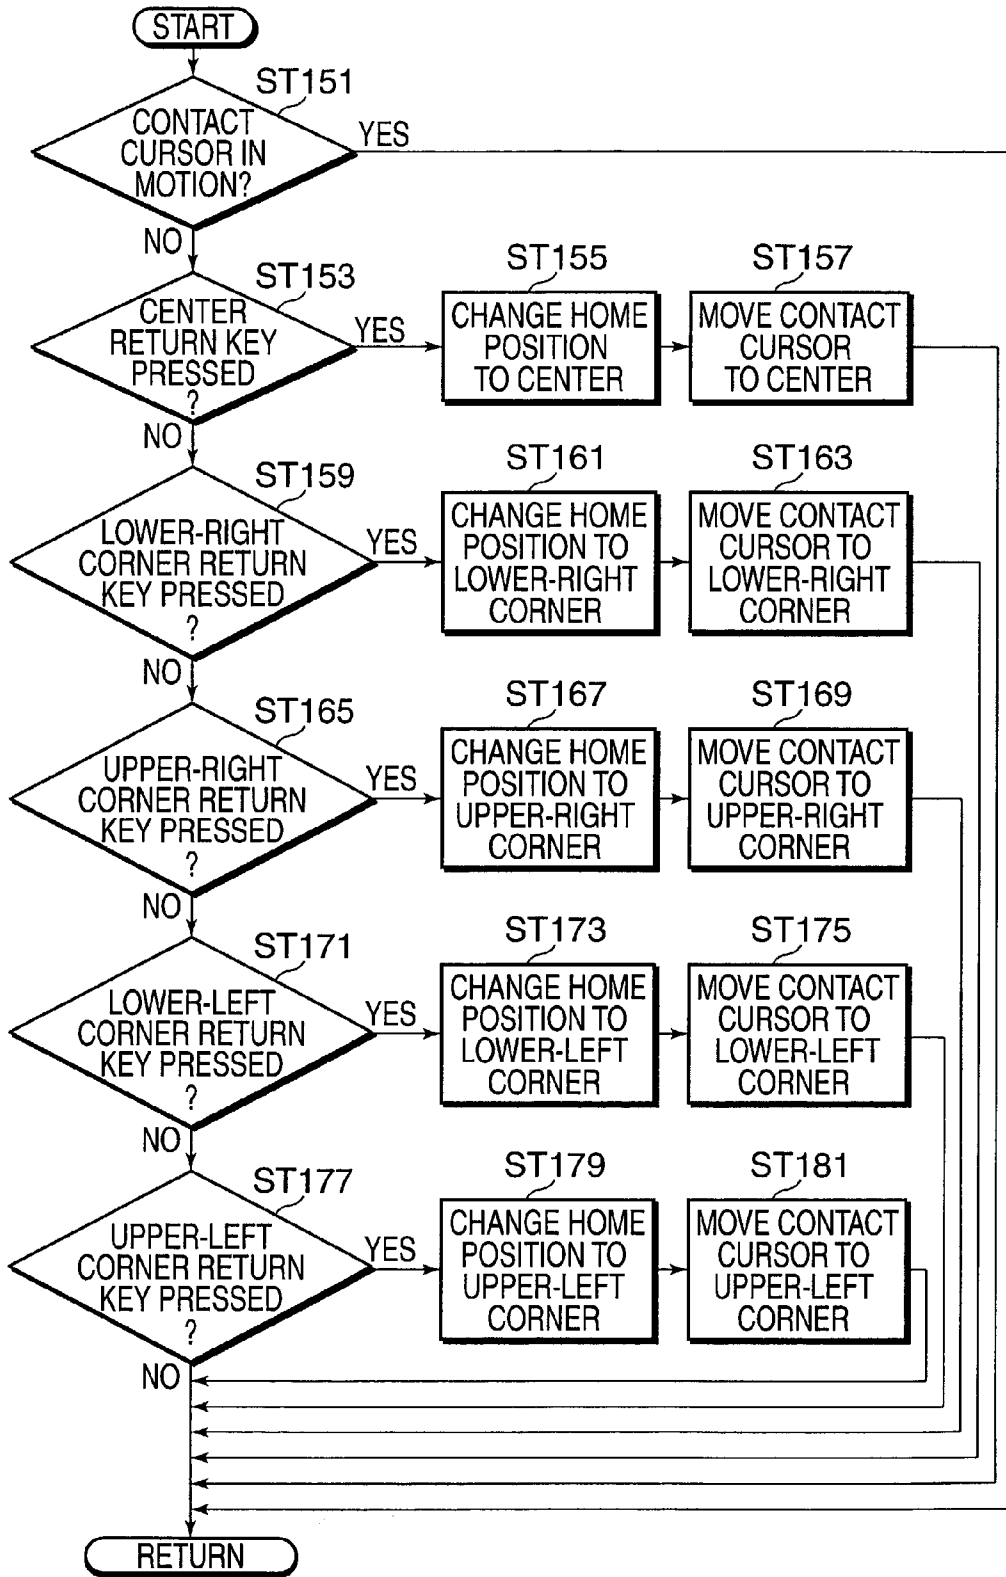 START
ST151
CONTACT
CURSOR IN
MOTION?
YES
NO
ST153
CENTER
RETURN KEY
PRESSED
?
YES
ST155
CHANGE HOME
POSITION
TO CENTER
ST157
MOVE CONTACT
CURSOR
TO CENTER
NO
ST159
LOWER-RIGHT
CORNER RETURN
KEY PRESSED
?
YES
ST161
CHANGE HOME
POSITION TO
LOWER-RIGHT
CORNER
ST163
MOVE CONTACT
CURSOR TO
LOWER-RIGHT
CORNER
NO
ST165
UPPER-RIGHT
CORNER RETURN
KEY PRESSED
?
YES
ST167
CHANGE HOME
POSITION TO
UPPER-RIGHT
CORNER
ST169
MOVE CONTACT
CURSOR TO
UPPER-RIGHT
CORNER
NO
ST171
LOWER-LEFT
CORNER RETURN
KEY PRESSED
?
YES
ST173
CHANGE HOME
POSITION TO
LOWER-LEFT
CORNER
ST175
MOVE CONTACT
CURSOR TO
LOWER-LEFT
CORNER
NO
ST177
UPPER-LEFT
CORNER RETURN
KEY PRESSED
?
YES
ST179
CHANGE HOME
POSITION TO
UPPER-LEFT
CORNER
ST181
MOVE CONTACT
CURSOR TO
UPPER-LEFT
CORNER
NO
RETURN